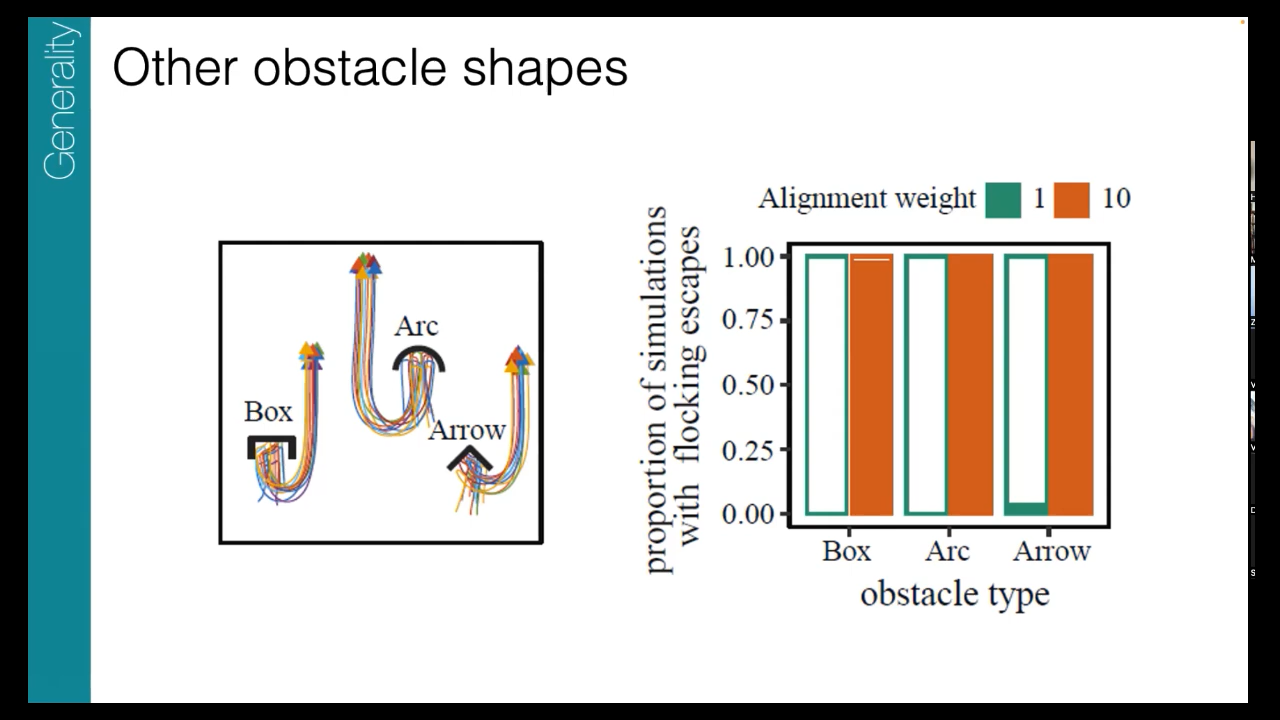 Generality
Other obstacle shapes
Arc
Box
Arrow
Alignment weight 1 10
proportion of simulations
with flocking escapes
1.00
0.75
0.50
0.25
0.00
Box Arc Arrow
obstacle type